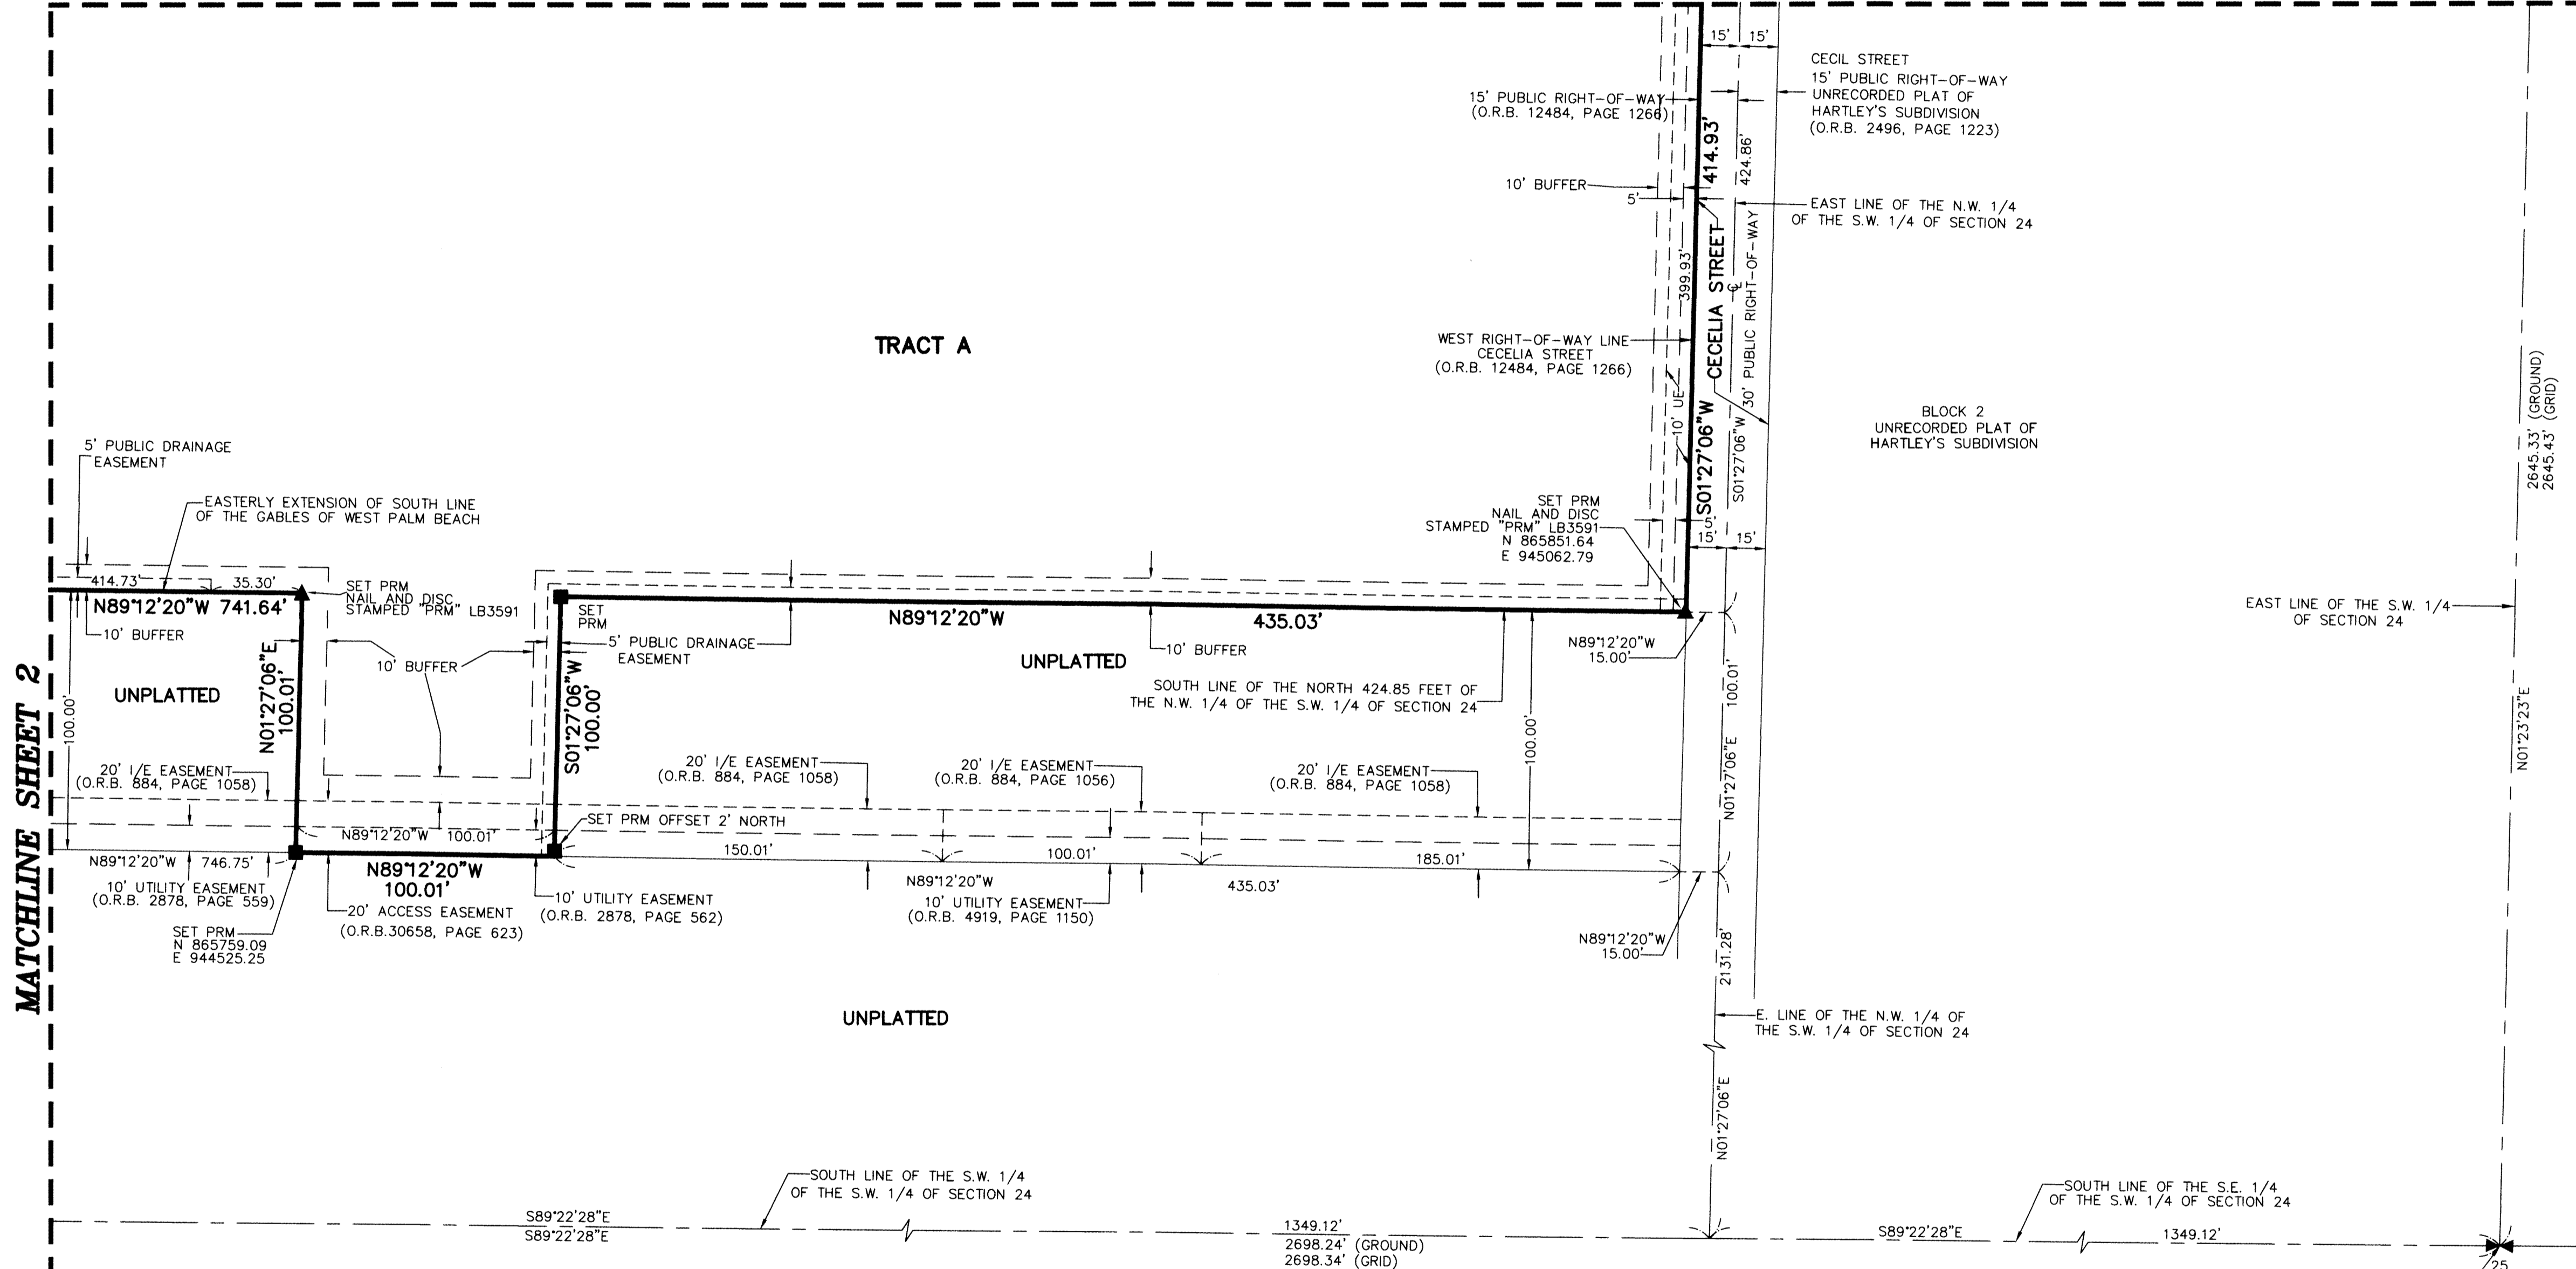 15'
15'
CECIL STREET
15' PUBLIC RIGHT-OF-WAY
UNRECORDED PLAT OF
HARTLEY'S SUBDIVISION
(O.R.B. 2496, PAGE 1223)
15' PUBLIC RIGHT-OF-WAY
(O.R.B. 12484, PAGE 1266)
414.93'
424.86'
10' BUFFER
5'
EAST LINE OF THE N.W. 1/4
OF THE S.W. 1/4 OF SECTION 24
399.93'
CECELIA STREET
30' PUBLIC RIGHT-OF-WAY
TRACT A
WEST RIGHT-OF-WAY LINE
CECELIA STREET
(O.R.B. 12484, PAGE 1266)
10' UE
S01°27'06"W
S01°27'06"W
BLOCK 2
UNRECORDED PLAT OF
HARTLEY'S SUBDIVISION
2645.33' (GROUND)
2645.43' (GRID)
5' PUBLIC DRAINAGE
EASEMENT
EASTERLY EXTENSION OF SOUTH LINE
OF THE GABLES OF WEST PALM BEACH
SET PRM
NAIL AND DISC
STAMPED "PRM" LB3591
N 865851.64
E 945062.79
5'
15'
15'
414.73'
35.30'
SET PRM
NAIL AND DISC
STAMPED "PRM" LB3591
N89°12'20"W 741.64'
10' BUFFER
SET
PRM
N89°12'20"W
435.03'
EAST LINE OF THE S.W. 1/4
OF SECTION 24
5' PUBLIC DRAINAGE
EASEMENT
10' BUFFER
10' BUFFER
N89°12'20"W
15.00'
UNPLATTED
UNPLATTED
100.00'
N01°27'06"E
100.01'
S01°27'06"W
100.00'
SOUTH LINE OF THE NORTH 424.85 FEET OF
THE N.W. 1/4 OF THE S.W. 1/4 OF SECTION 24
100.00'
100.01'
N01°27'06"E
N01°23'23"E
MATCHLINE SHEET 2
20' I/E EASEMENT
(O.R.B. 884, PAGE 1058)
20' I/E EASEMENT
(O.R.B. 884, PAGE 1058)
20' I/E EASEMENT
(O.R.B. 884, PAGE 1056)
20' I/E EASEMENT
(O.R.B. 884, PAGE 1058)
SET PRM OFFSET 2' NORTH
N89°12'20"W 100.01'
150.01'
100.01'
185.01'
N89°12'20"W 746.75'
N89°12'20"W
100.01'
N89°12'20"W
435.03'
10' UTILITY EASEMENT
(O.R.B. 2878, PAGE 559)
20' ACCESS EASEMENT
(O.R.B.30658, PAGE 623)
10' UTILITY EASEMENT
(O.R.B. 2878, PAGE 562)
10' UTILITY EASEMENT
(O.R.B. 4919, PAGE 1150)
SET PRM
N 865759.09
E 944525.25
N89°12'20"W
15.00'
2131.28'
UNPLATTED
E. LINE OF THE N.W. 1/4 OF
THE S.W. 1/4 OF SECTION 24
N01°27'06"E
SOUTH LINE OF THE S.W. 1/4
OF THE S.W. 1/4 OF SECTION 24
SOUTH LINE OF THE S.E. 1/4
OF THE S.W. 1/4 OF SECTION 24
S89°22'28"E
S89°22'28"E
1349.12'
2698.24' (GROUND)
2698.34' (GRID)
S89°22'28"E
1349.12'
25